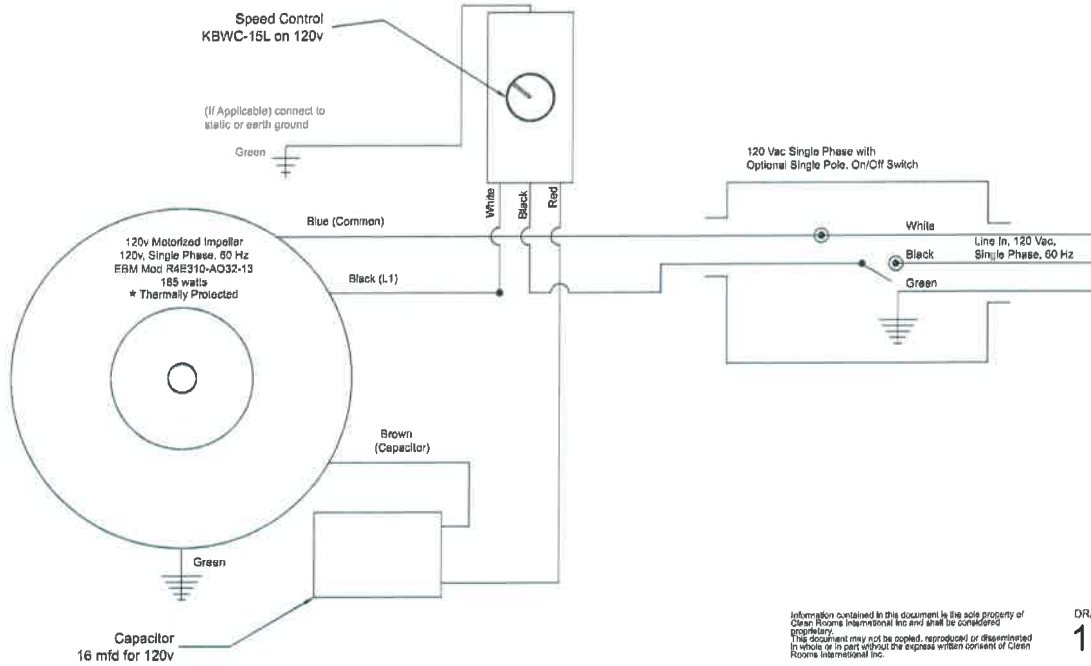 Speed Control
KBWC-15L on 120v
(If Applicable) connect to
static or earth ground
Green
White
Black
Red
120 Vac Single Phase with
Optional Single Pole, On/Off Switch
Blue (Common)
120v Motorized Impeller
120v, Single Phase, 60 Hz
EBM Mod R4E310-AO32-13
185 watts
* Thermally Protected
Black (L1)
White
Black
Line In, 120 Vac,
Single Phase, 60 Hz
Green
Brown
(Capacitor)
Green
Capacitor
16 mfd for 120v
Information contained in this document is the sole property of
Clean Rooms International Inc and shall be considered
proprietary.
This document may not be copied, reproduced or disseminated
in whole or in part without the express written consent of Clean
Rooms International Inc.
DR
1